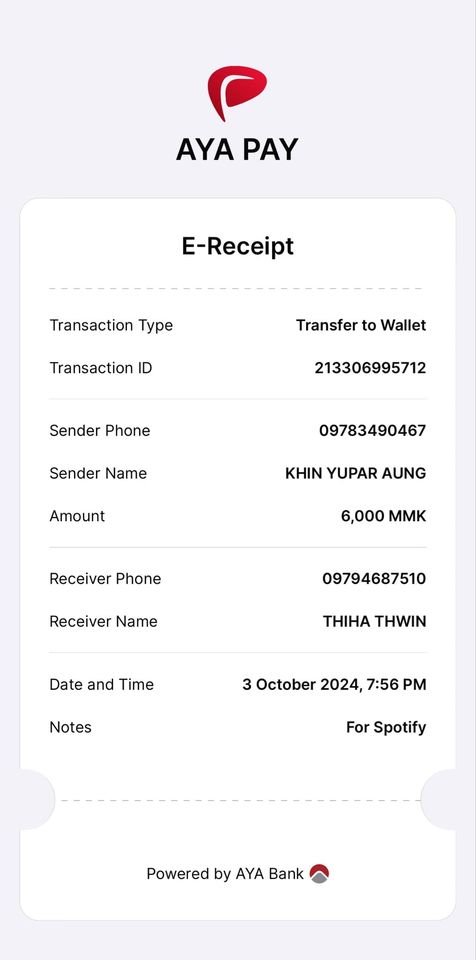 AYA PAY
E-Receipt
Transaction Type Transfer to Wallet
Transaction ID 213306995712
Sender Phone 09783490467
Sender Name KHIN YUPAR AUNG
Amount 6,000 MMK
Receiver Phone 09794687510
Receiver Name THIHA THWIN
Date and Time 3 October 2024, 7:56 PM
Notes For Spotify
Powered by AYA Bank